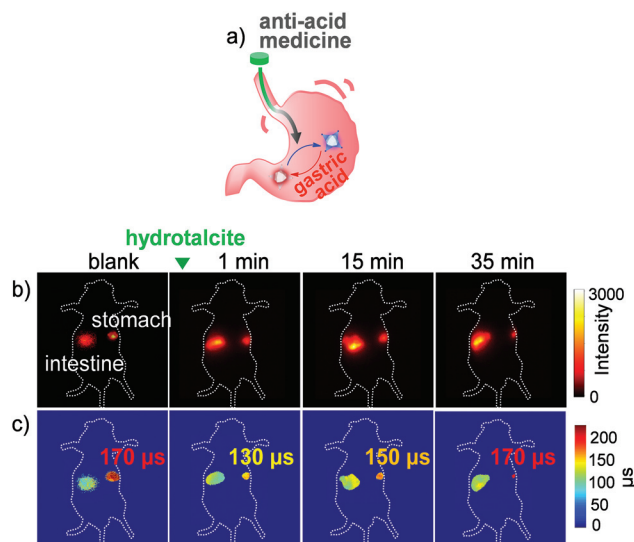 a)
anti-acid
medicine
gastric
acid
hydrotalcite
blank
1 min
15 min
35 min
b)
stomach
intestine
3000
Intensity
0
c)
170 µs
130 µs
150 µs
170 µs
200
150
100
50
0
µs